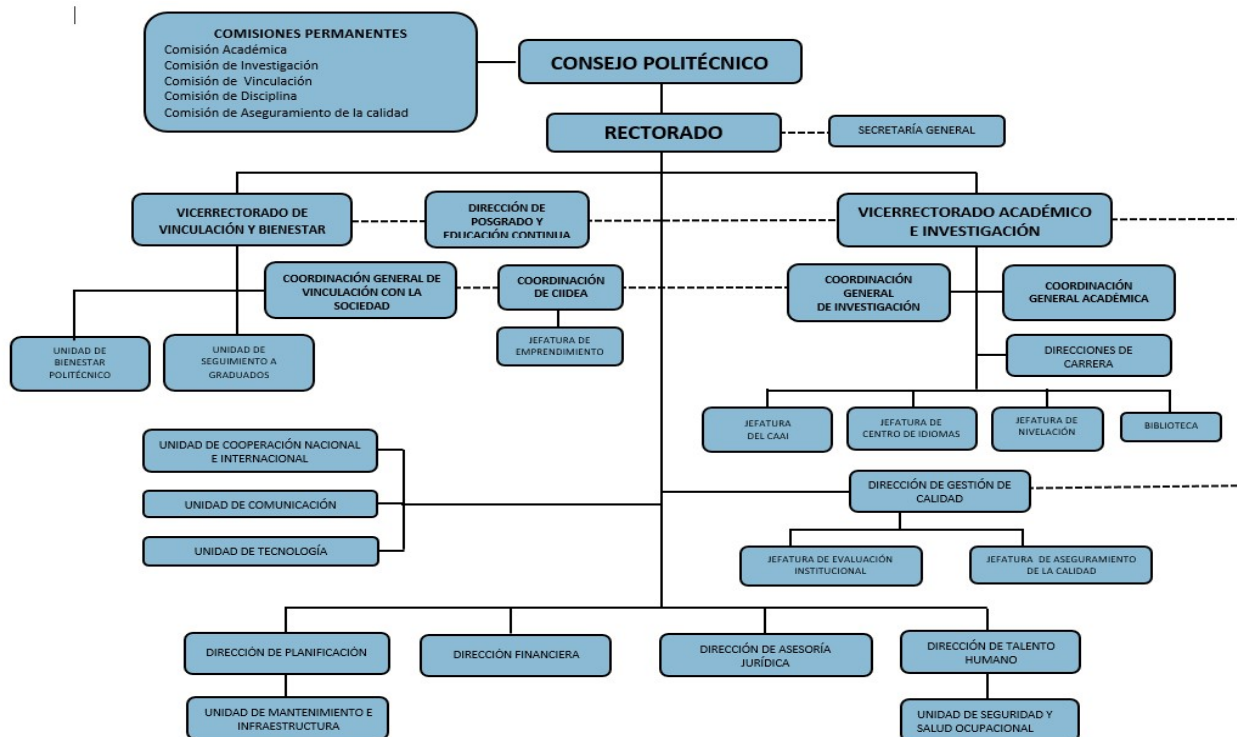 COMISIONES PERMANENTES
Comisión Académica
Comisión de Investigación
Comisión de Vinculación
Comisión de Disciplina
Comisión de Aseguramiento de la calidad
CONSEJO POLITÉCNICO
RECTORADO
SECRETARÍA GENERAL
VICERRECTORADO DE
VINCULACIÓN Y BIENESTAR
DIRECCIÓN DE
POSGRADO Y
EDUCACIÓN CONTINUA
VICERRECTORADO ACADÉMICO
E INVESTIGACIÓN
COORDINACIÓN GENERAL DE
VINCULACIÓN CON LA
SOCIEDAD
COORDINACIÓN
DE CIIDEA
COORDINACIÓN
GENERAL
DE INVESTIGACIÓN
COORDINACIÓN
GENERAL ACADÉMICA
UNIDAD DE
BIENESTAR
POLITÉCNICO
UNIDAD DE
SEGUIMIENTO A
GRADUADOS
JEFATURA DE
EMPRENDIMIENTO
DIRECCIONES DE
CARRERA
JEFATURA
DEL CAAI
JEFATURA DE
CENTRO DE IDIOMAS
JEFATURA DE
NIVELACIÓN
BIBLIOTECA
UNIDAD DE COOPERACIÓN NACIONAL
E INTERNACIONAL
UNIDAD DE COMUNICACIÓN
UNIDAD DE TECNOLOGÍA
DIRECCIÓN DE GESTIÓN DE
CALIDAD
JEFATURA DE EVALUACIÓN
INSTITUCIONAL
JEFATURA DE ASEGURAMIENTO
DE LA CALIDAD
DIRECCIÓN DE PLANIFICACIÓN
DIRECCIÓN FINANCIERA
DIRECCIÓN DE ASESORÍA
JURÍDICA
DIRECCIÓN DE TALENTO
HUMANO
UNIDAD DE MANTENIMIENTO E
INFRAESTRUCTURA
UNIDAD DE SEGURIDAD Y
SALUD OCUPACIONAL